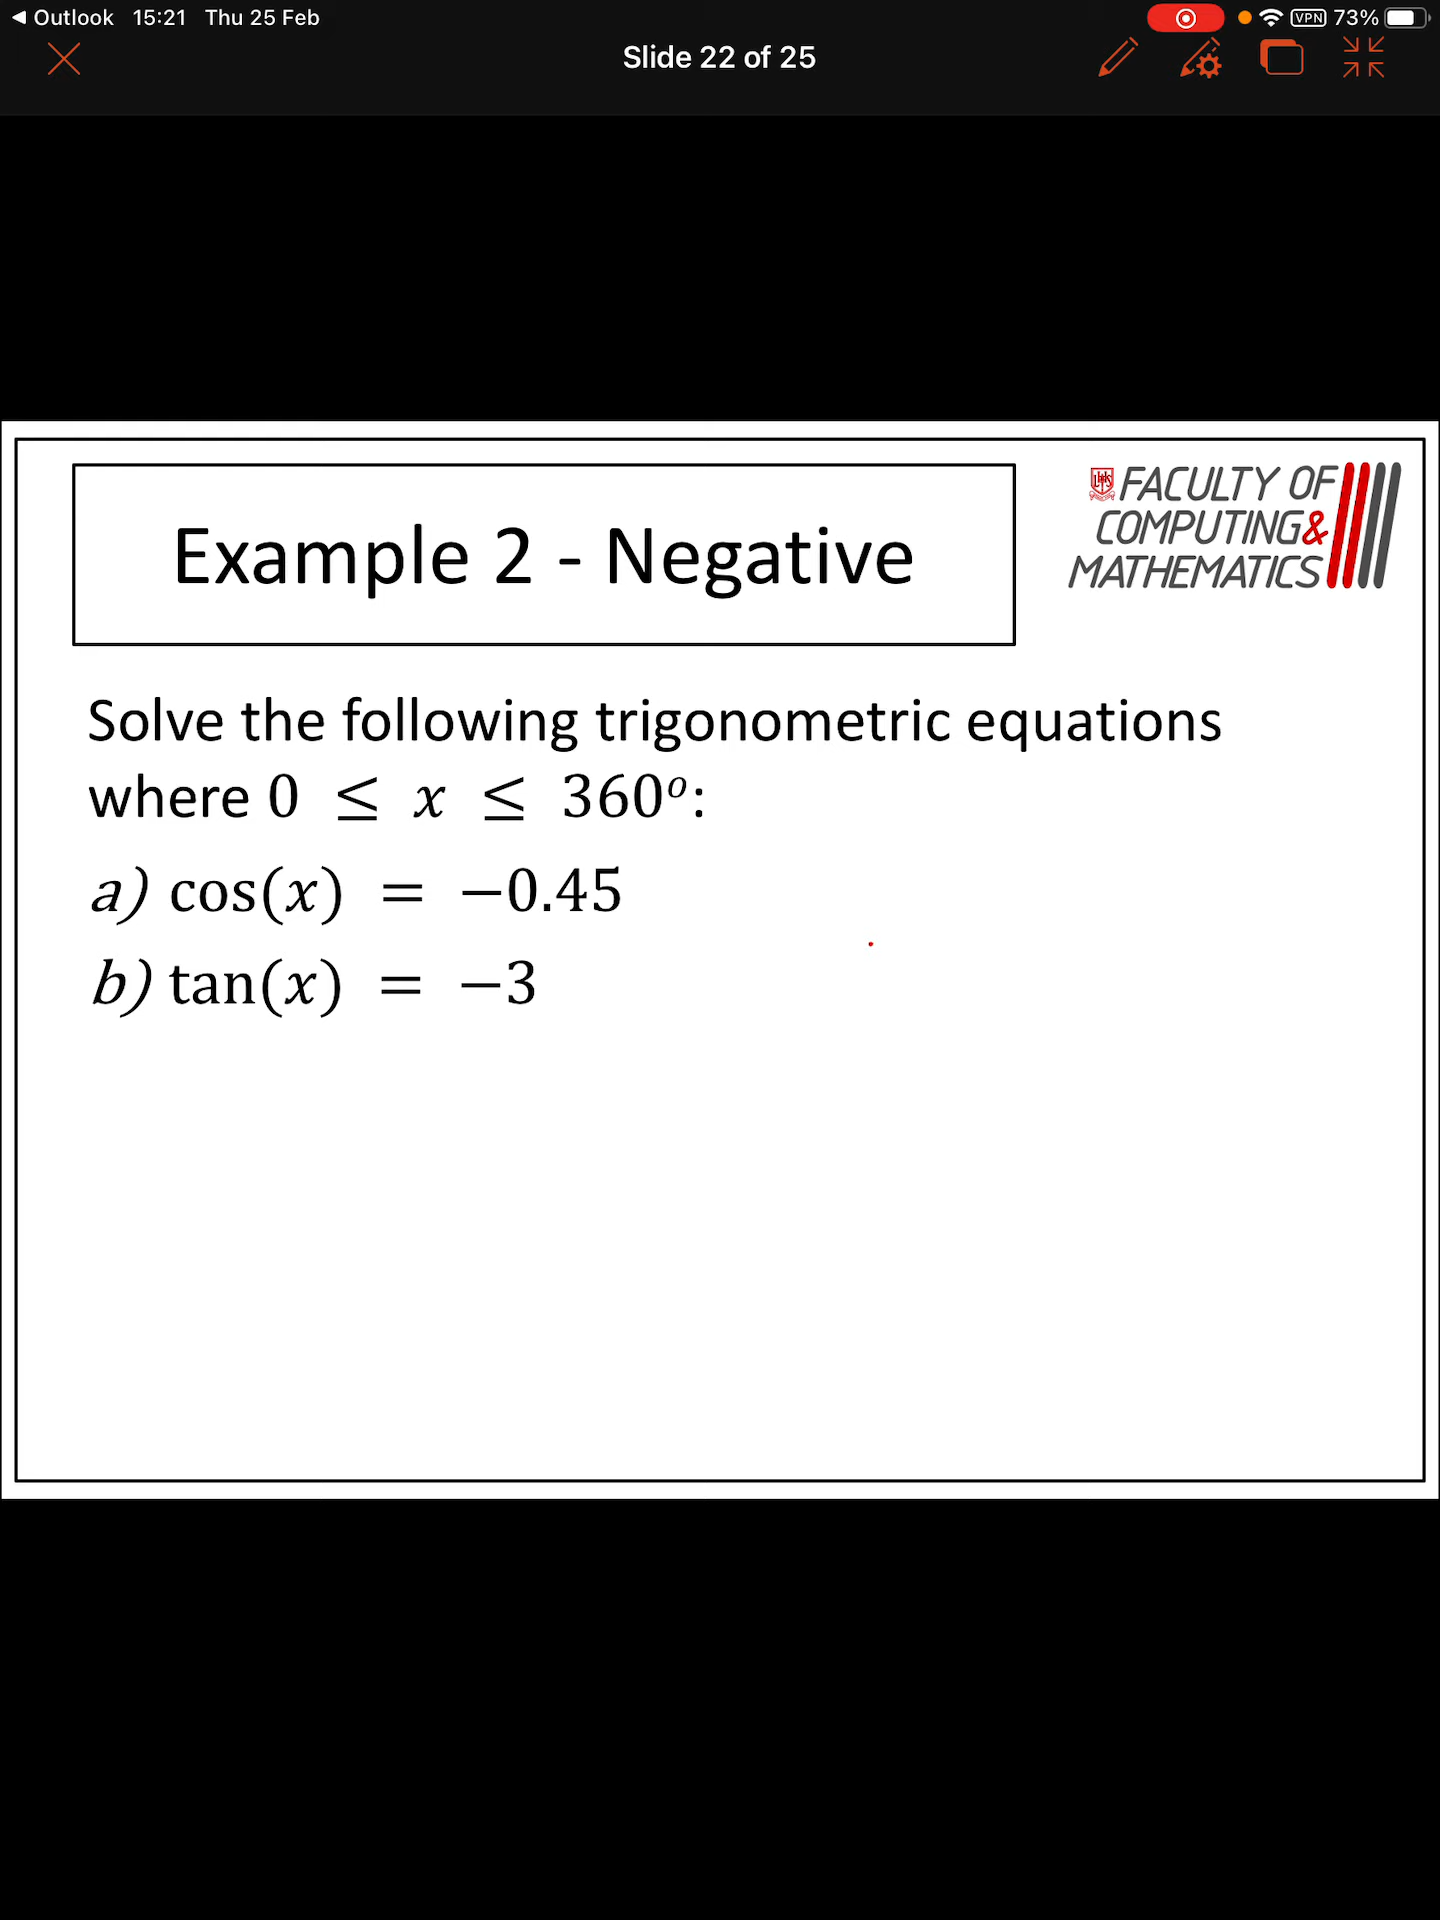 ◀ Outlook 15:21 Thu 25 Feb VPN 73%
Slide 22 of 25
Example 2 - Negative
FACULTY OF
COMPUTING&
MATHEMATICS
Solve the following trigonometric equations
where 0 ≤ x ≤ 360ᵒ:
a) cos(x) = −0.45
b) tan(x) = −3